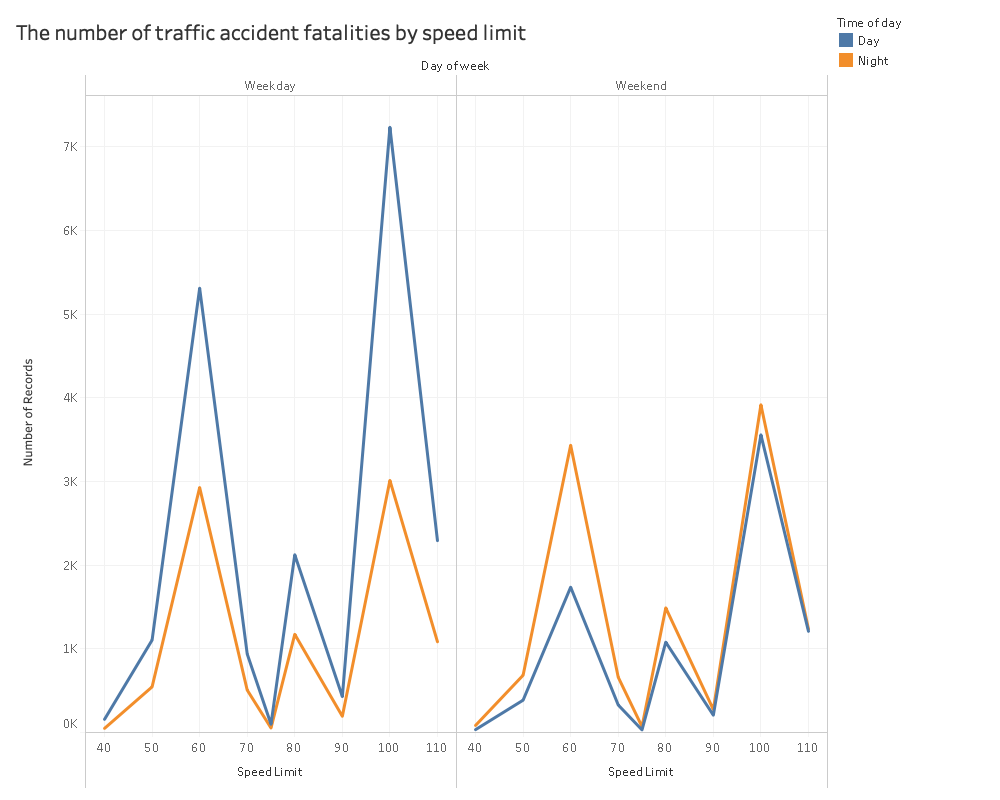 The number of traffic accident fatalities by speed limit
Time of day
Day
Night
Day of week
Weekday Weekend
Number of Records
7K
6K
5K
4K
3K
2K
1K
0K
40 50 60 70 80 90 100 110 40 50 60 70 80 90 100 110
Speed Limit Speed Limit